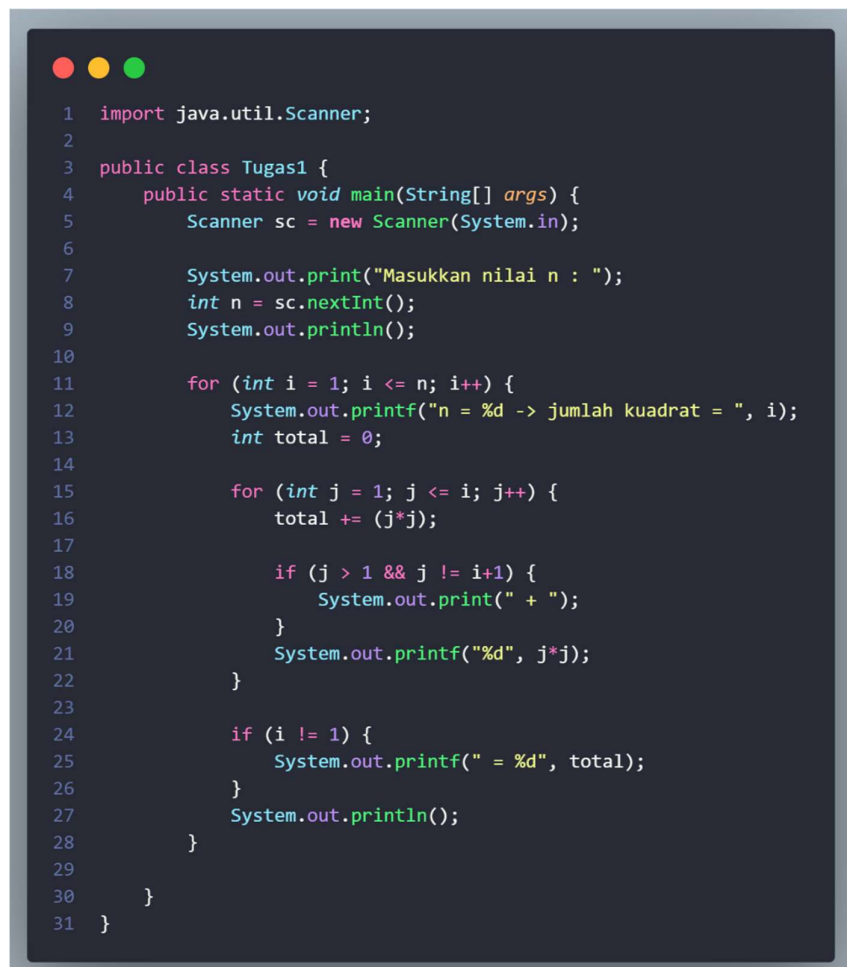 1 import java.util.Scanner;
2
3 public class Tugas1 {
4     public static void main(String[] args) {
5         Scanner sc = new Scanner(System.in);
6
7         System.out.print("Masukkan nilai n : ");
8         int n = sc.nextInt();
9         System.out.println();
10
11         for (int i = 1; i <= n; i++) {
12             System.out.printf("n = %d -> jumlah kuadrat = ", i);
13             int total = 0;
14
15             for (int j = 1; j <= i; j++) {
16                 total += (j*j);
17
18                 if (j > 1 && j != i+1) {
19                     System.out.print(" + ");
20                 }
21                 System.out.printf("%d", j*j);
22             }
23
24             if (i != 1) {
25                 System.out.printf(" = %d", total);
26             }
27             System.out.println();
28         }
29
30     }
31 }